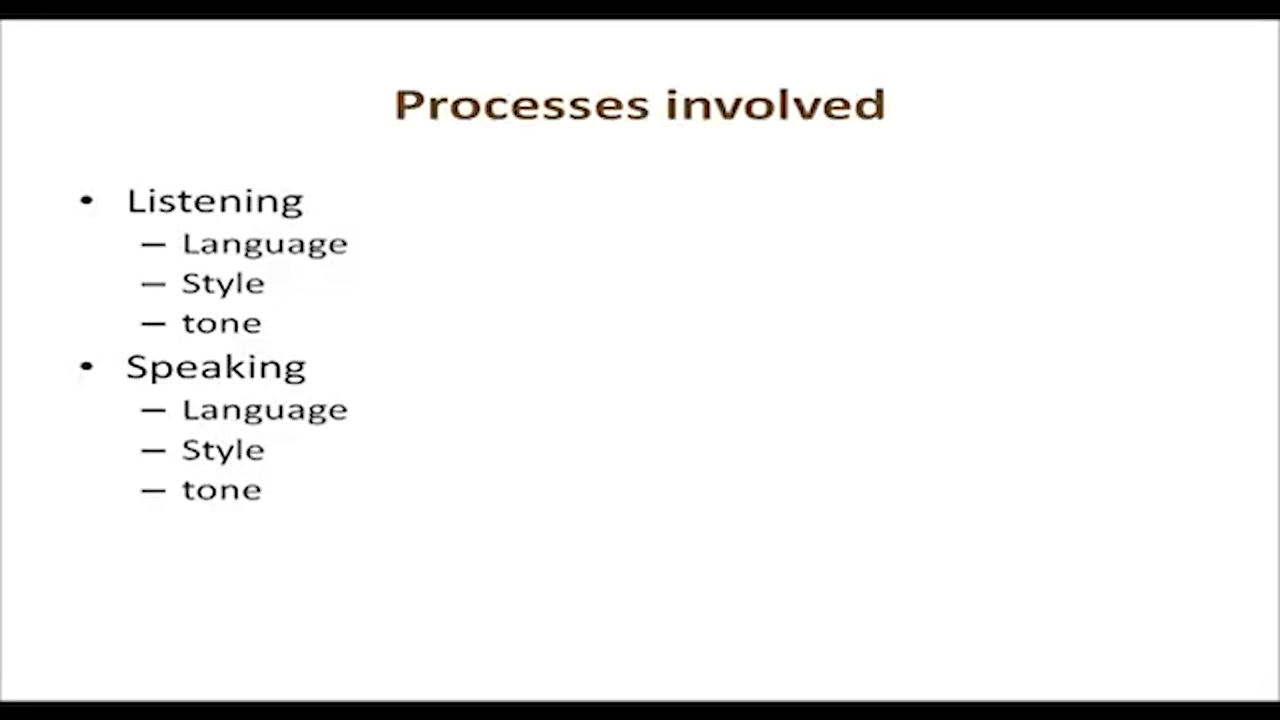 Processes involved
• Listening
– Language
– Style
– tone
• Speaking
– Language
– Style
– tone